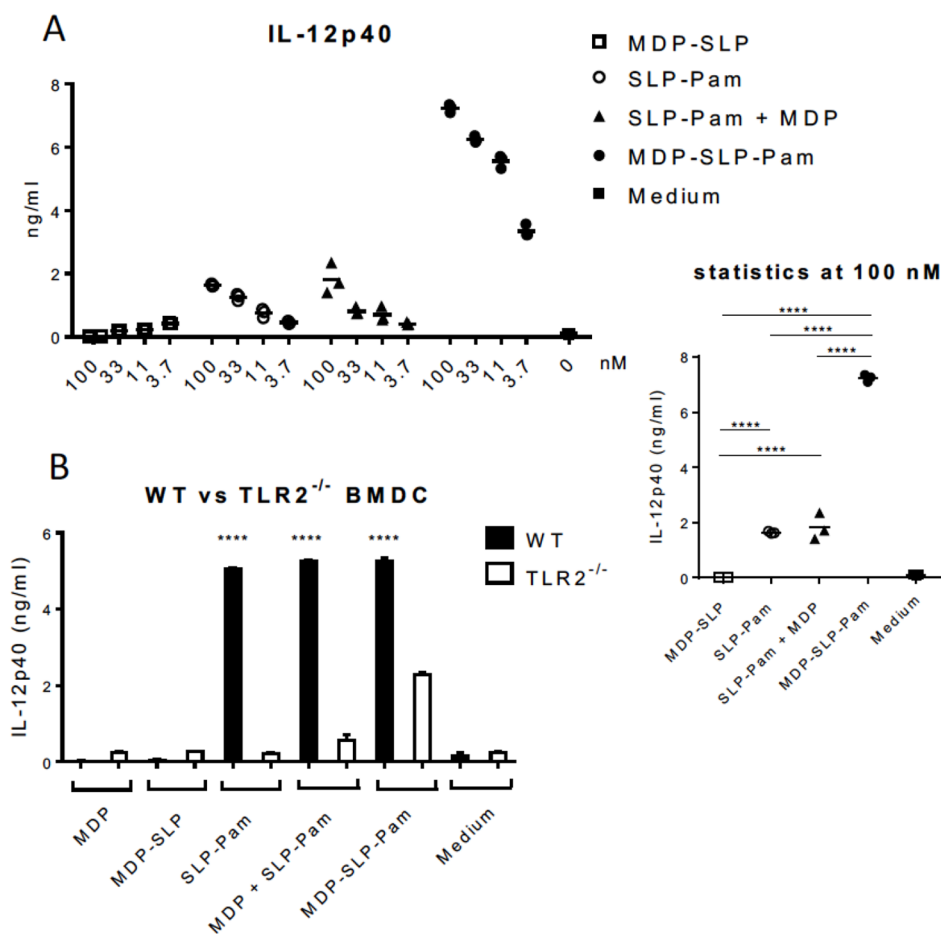 A
IL-12p40
MDP-SLP
SLP-Pam
SLP-Pam + MDP
MDP-SLP-Pam
Medium
ng/ml
8
6
4
2
0
100 33 11 3.7 100 33 11 3.7 100 33 11 3.7 100 33 11 3.7 0 nM
statistics at 100 nM
****
****
****
****
****
IL-12p40 (ng/ml)
8
6
4
2
0
MDP-SLP
SLP-Pam
SLP-Pam + MDP
MDP-SLP-Pam
Medium
B
WT vs TLR2-/- BMDC
**** **** ****
WT
TLR2-/-
IL-12p40 (ng/ml)
6
4
2
0
MDP
MDP-SLP
SLP-Pam
MDP + SLP-Pam
MDP-SLP-Pam
Medium